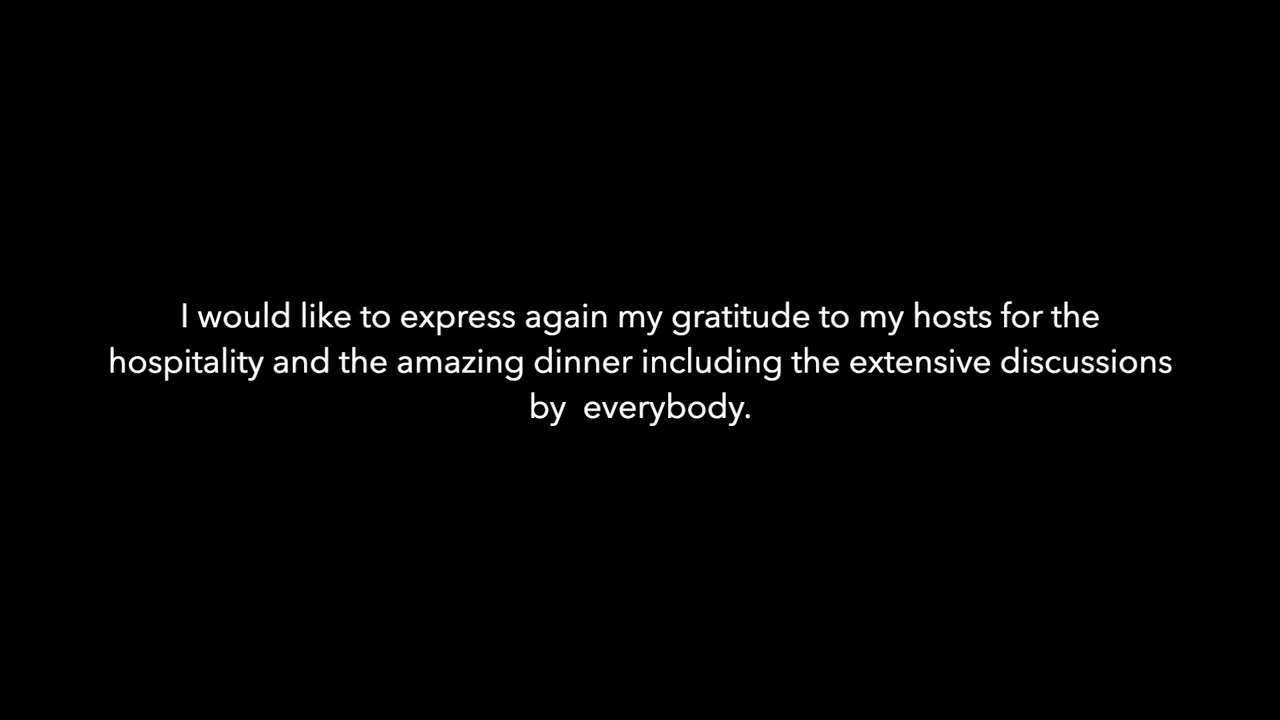 I would like to express again my gratitude to my hosts for the
hospitality and the amazing dinner including the extensive discussions
by  everybody.